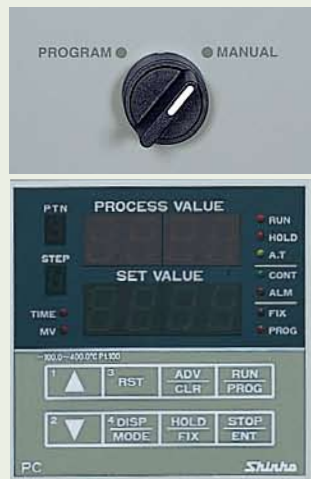 PROGRAM MANUAL
PTN PROCESS VALUE
RUN
HOLD
A.T
STEP SET VALUE
CONT
ALM
TIME FIX
MV PROG
-100.0~400.0°C Pt100
1 ▲ 3 RST ADV CLR RUN PROG
2 ▼ 4 DISP MODE HOLD FIX STOP ENT
PC Shinko